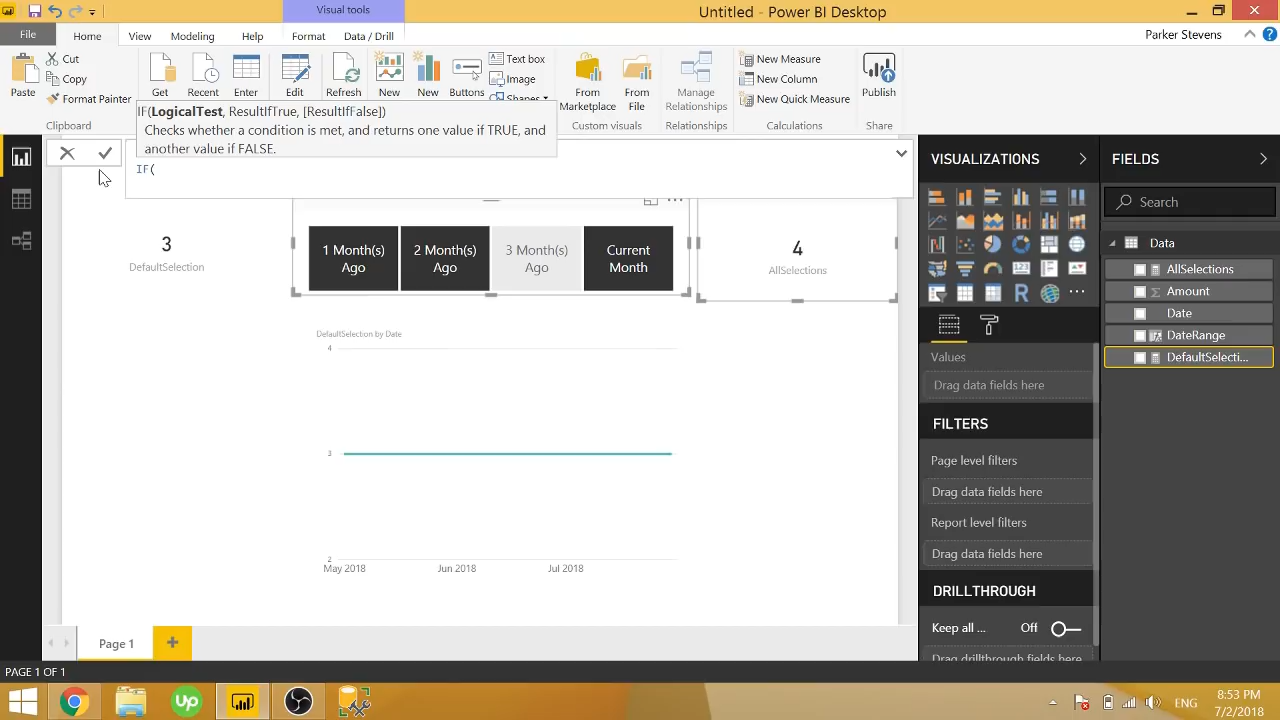 Visual tools
Untitled - Power BI Desktop
File
Home
View
Modeling
Help
Format
Data / Drill
Parker Stevens
Paste
Cut
Copy
Format Painter
Clipboard
Get
Recent
Enter
Edit
Refresh
New
New
Buttons
Text box
Image
Shapes
From
Marketplace
From
File
Custom visuals
Manage
Relationships
Relationships
New Measure
New Column
New Quick Measure
Calculations
Publish
Share
IF(LogicalTest, ResultIfTrue, [ResultIfFalse])
Checks whether a condition is met, and returns one value if TRUE, and
another value if FALSE.
IF(
3
DefaultSelection
1 Month(s)
Ago
2 Month(s)
Ago
3 Month(s)
Ago
Current
Month
4
AllSelections
DefaultSelection by Date
4
3
2
May 2018
Jun 2018
Jul 2018
VISUALIZATIONS
Values
Drag data fields here
FILTERS
Page level filters
Drag data fields here
Report level filters
Drag data fields here
DRILLTHROUGH
Keep all ...
Off
Drag drillthrough fields here
FIELDS
Search
Data
AllSelections
Amount
Date
DateRange
DefaultSelecti...
Page 1
PAGE 1 OF 1
ENG
8:53 PM
7/2/2018